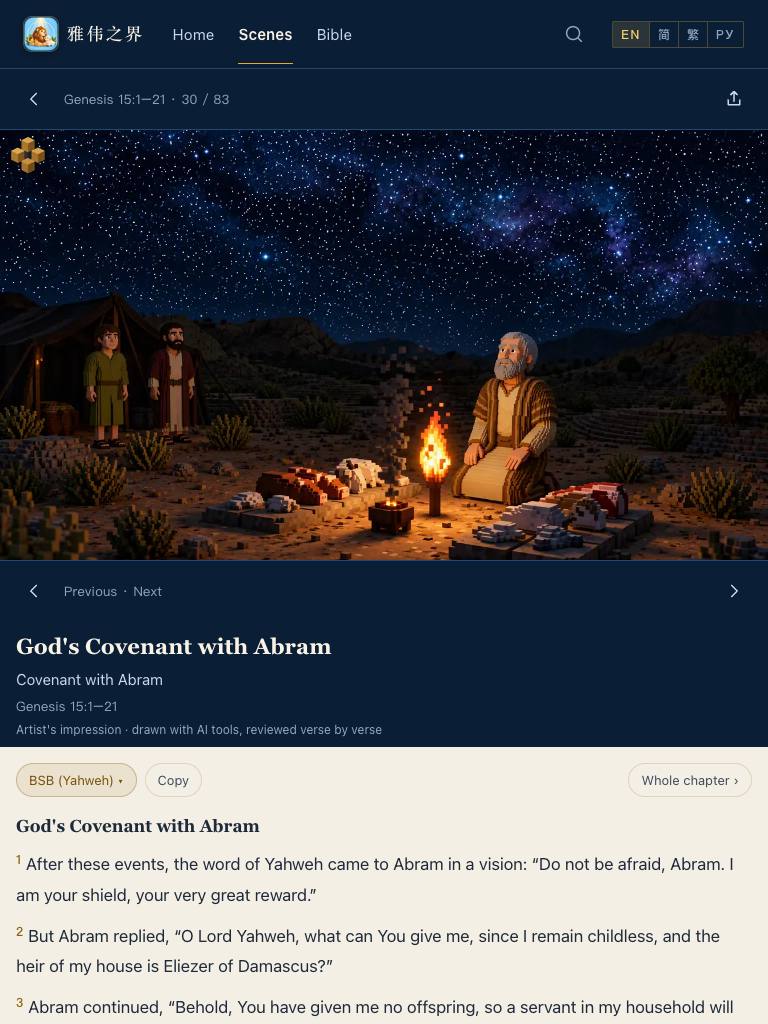 雅伟之界 Home Scenes Bible EN 简 繁 РУ
Genesis 15:1–21 · 30 / 83
Previous · Next
God's Covenant with Abram
Covenant with Abram
Genesis 15:1–21
Artist's impression · drawn with AI tools, reviewed verse by verse
BSB (Yahweh) ▾ Copy Whole chapter ›
God's Covenant with Abram
1 After these events, the word of Yahweh came to Abram in a vision: “Do not be afraid, Abram. I
am your shield, your very great reward.”
2 But Abram replied, “O Lord Yahweh, what can You give me, since I remain childless, and the
heir of my house is Eliezer of Damascus?”
3 Abram continued, “Behold, You have given me no offspring, so a servant in my household will